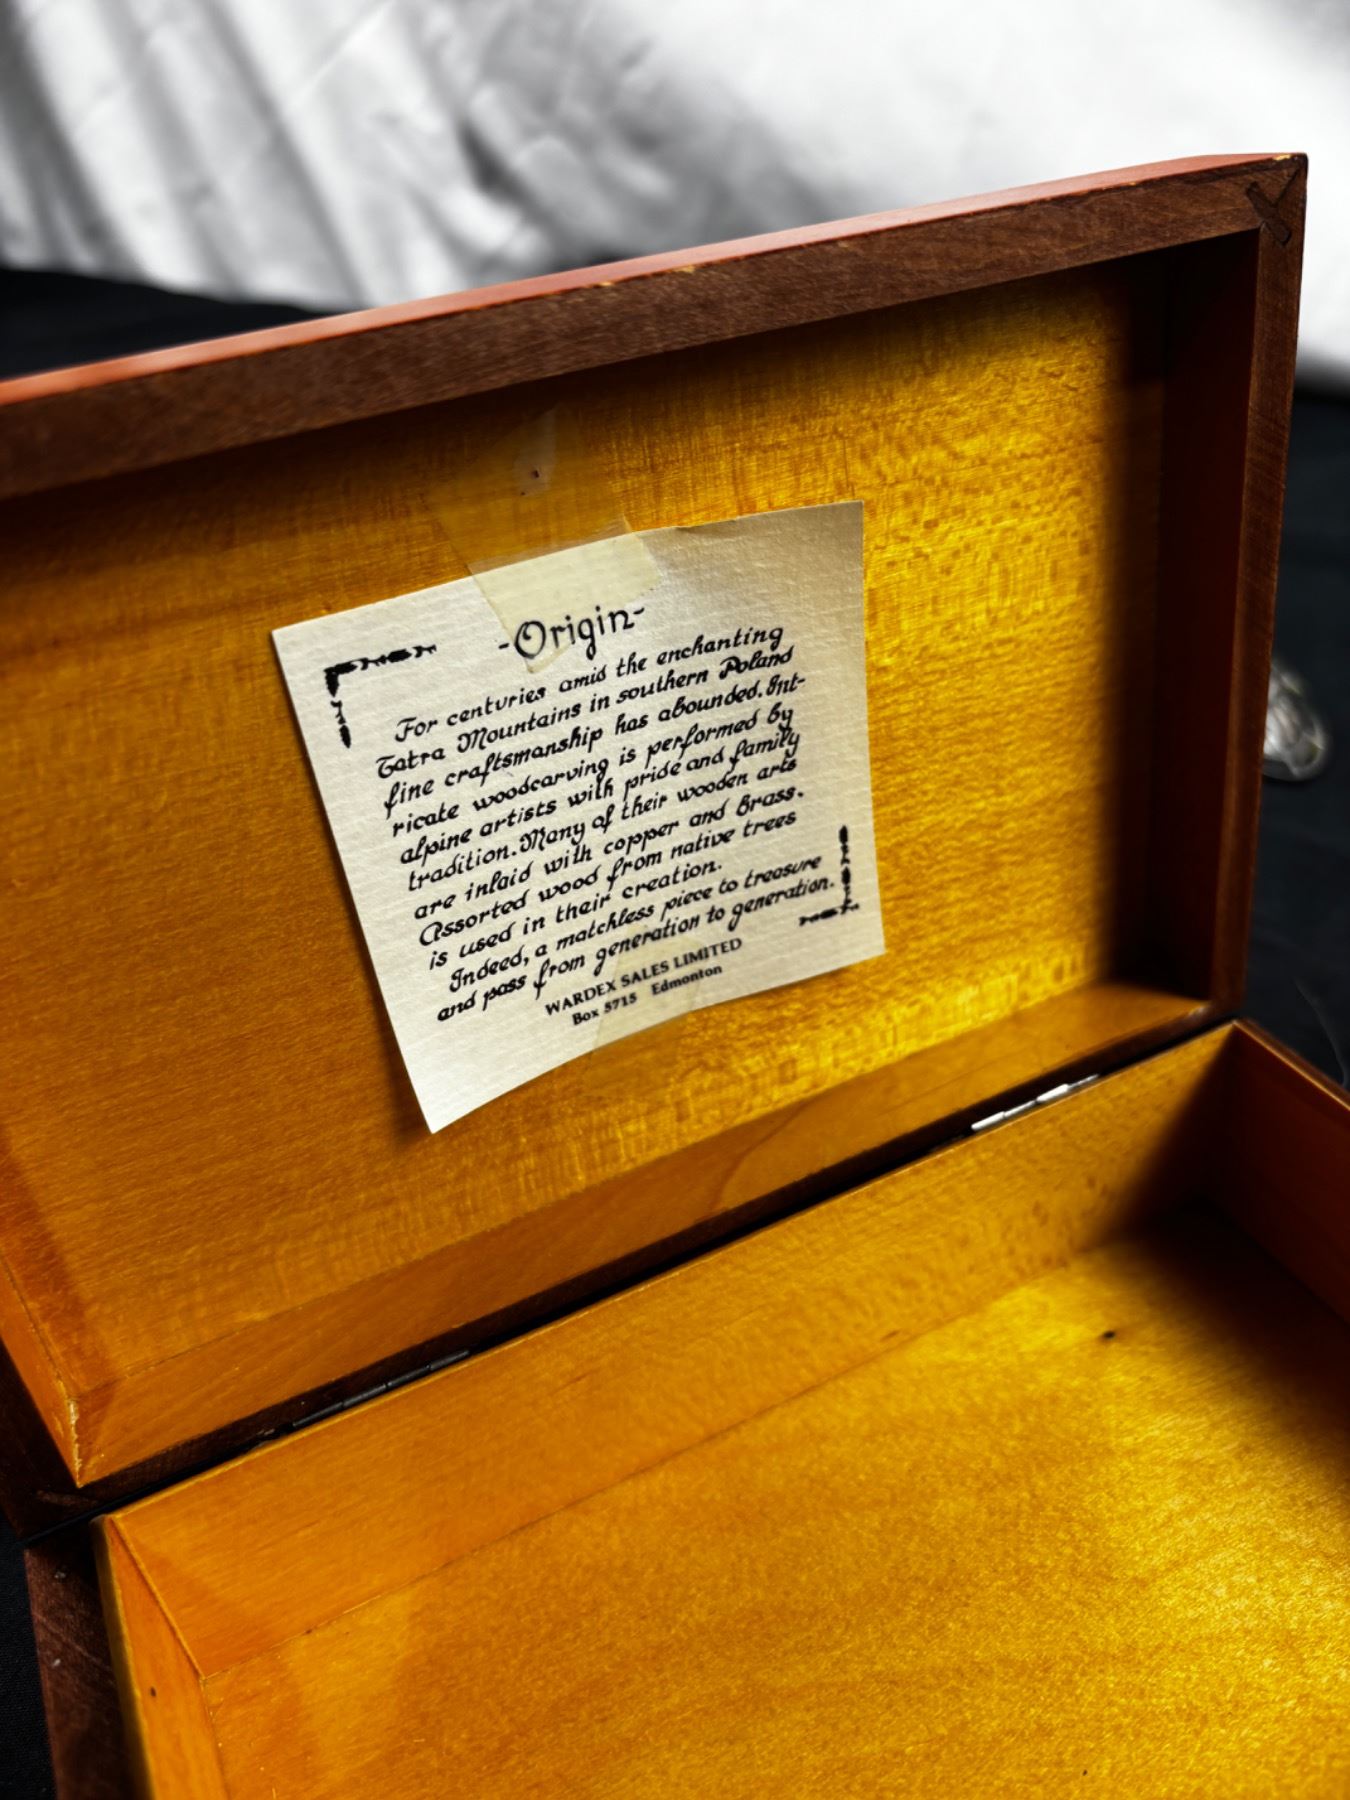 -Origin-
For centuries amid the enchanting
Tatra Mountains in southern Poland
fine craftsmanship has abounded. Int-
ricate woodcarving is performed by
alpine artists with pride and family
tradition. Many of their wooden arts
are inlaid with copper and Brass.
Assorted wood from native trees
is used in their creation.
Indeed, a matchless piece to treasure
and pass from generation to generation.
WARDEX SALES LIMITED
Box 5715 Edmonton